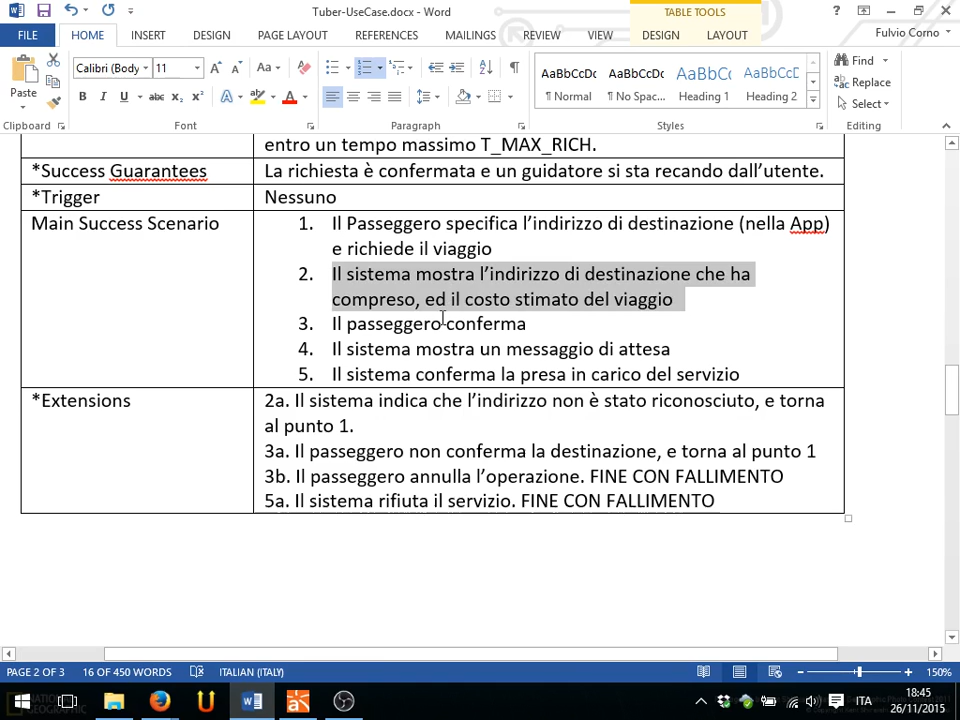 Tuber-UseCase.docx - Word
TABLE TOOLS
FILE HOME INSERT DESIGN PAGE LAYOUT REFERENCES MAILINGS REVIEW VIEW DESIGN LAYOUT Fulvio Corno
Calibri (Body 11
Paste
Find
Replace
Select
AaBbCcDc AaBbCcDc AaBbCcDc AaBbCcD
¶ Normal ¶ No Spac... Heading 1 Heading 2
Clipboard Font Paragraph Styles Editing
entro un tempo massimo T_MAX_RICH.
*Success Guarantees La richiesta è confermata e un guidatore si sta recando dall'utente.
*Trigger Nessuno
Main Success Scenario 1. Il Passeggero specifica l'indirizzo di destinazione (nella App)
e richiede il viaggio
2. Il sistema mostra l'indirizzo di destinazione che ha
compreso, ed il costo stimato del viaggio
3. Il passeggero conferma
4. Il sistema mostra un messaggio di attesa
5. Il sistema conferma la presa in carico del servizio
*Extensions 2a. Il sistema indica che l'indirizzo non è stato riconosciuto, e torna
al punto 1.
3a. Il passeggero non conferma la destinazione, e torna al punto 1
3b. Il passeggero annulla l'operazione. FINE CON FALLIMENTO
5a. Il sistema rifiuta il servizio. FINE CON FALLIMENTO
PAGE 2 OF 3 16 OF 450 WORDS ITALIAN (ITALY) 150%
ITA
18:45
26/11/2015